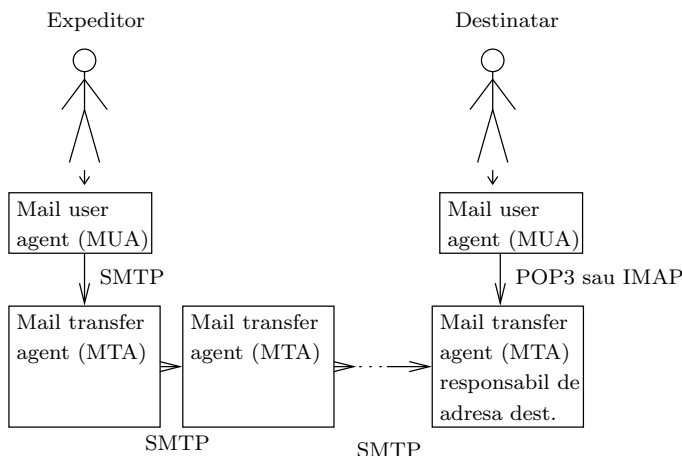 Expeditor
Destinatar
Mail user
agent (MUA)
Mail user
agent (MUA)
SMTP
POP3 sau IMAP
Mail transfer
agent (MTA)
Mail transfer
agent (MTA)
Mail transfer
agent (MTA)
responsabil de
adresa dest.
SMTP
SMTP